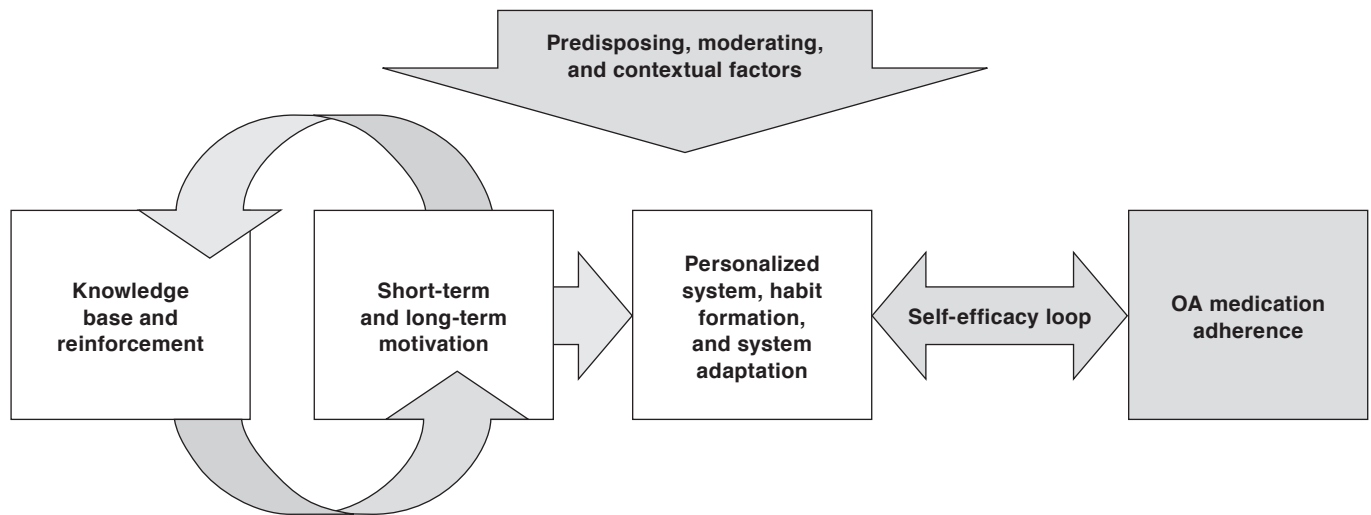 Predisposing, moderating,
and contextual factors
Knowledge
base and
reinforcement
Short-term
and long-term
motivation
Personalized
system, habit
formation,
and system
adaptation
Self-efficacy loop
OA medication
adherence